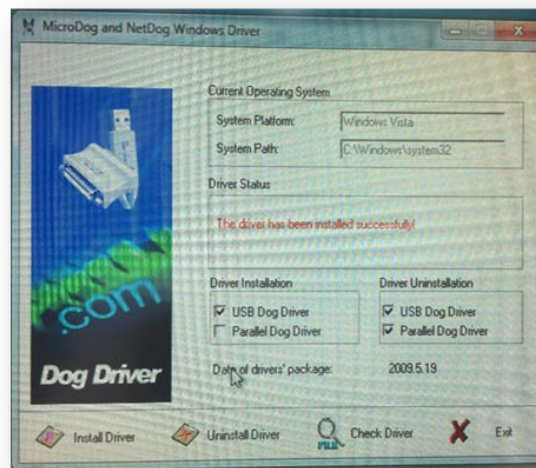 MicroDog and NetDog Windows Driver
Current Operating System
System Platform: Windows Vista
System Path: C:\Windows\system32
Driver Status
The driver has been installed successfully!
Driver Installation
USB Dog Driver
Parallel Dog Driver
Driver Uninstallation
USB Dog Driver
Parallel Dog Driver
Date of drivers' package: 2009.5.19
.com
Dog Driver
Install Driver
Uninstall Driver
FILE
Check Driver
Exit